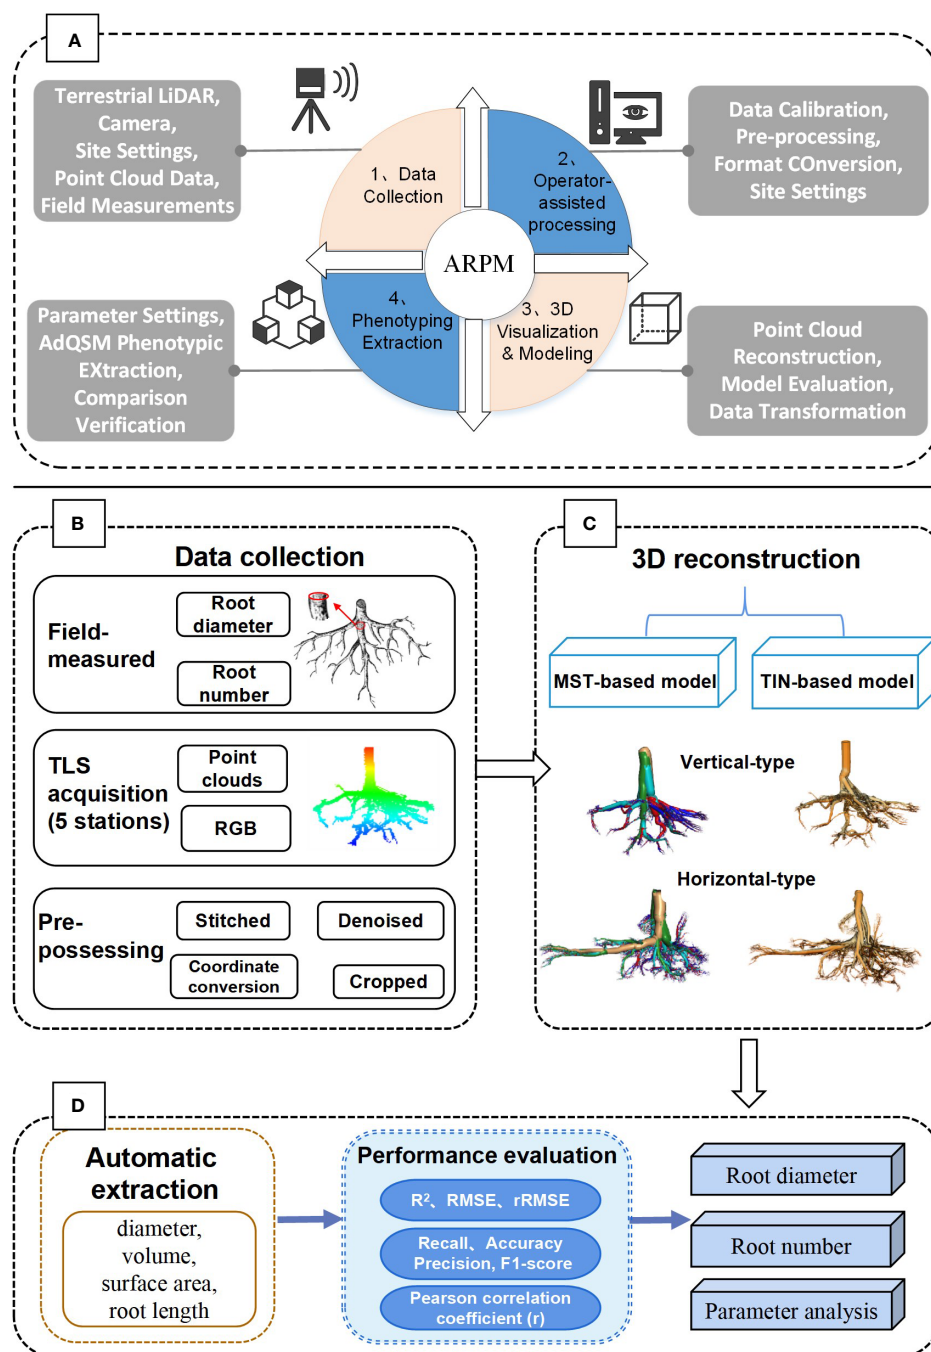 A
Terrestrial LiDAR,
Camera,
Site Settings,
Point Cloud Data,
Field Measurements
1、Data
Collection
2、
Operator-
assisted
processing
Data Calibration,
Pre-processing,
Format COnversion,
Site Settings
ARPM
Parameter Settings,
AdQSM Phenotypic
EXtraction,
Comparison
Verification
4、
Phenotyping
Extraction
3、3D
Visualization
& Modeling
Point Cloud
Reconstruction,
Model Evaluation,
Data Transformation
B
Data collection
Field-
measured
Root
diameter
Root
number
TLS
acquisition
(5 stations)
Point
clouds
RGB
Pre-
possessing
Stitched
Denoised
Coordinate
conversion
Cropped
C
3D reconstruction
MST-based model
TIN-based model
Vertical-type
Horizontal-type
D
Automatic
extraction
diameter,
volume,
surface area,
root length
Performance evaluation
R²、RMSE、rRMSE
Recall、Accuracy
Precision, F1-score
Pearson correlation
coefficient (r)
Root diameter
Root number
Parameter analysis